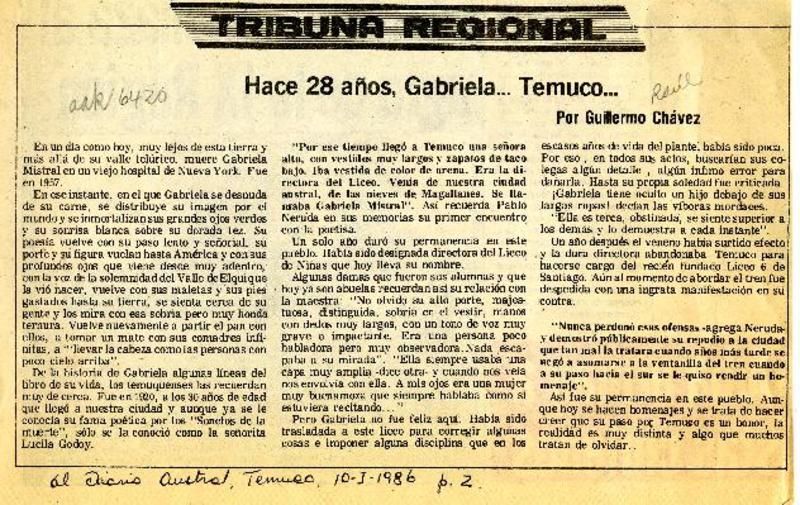 TRIBUNA REGIONAL
Hace 28 años, Gabriela... Temuco...
Raúl
Por Guillermo Chávez
En un día como hoy, muy lejos de esta tierra y
más allá de su valle telúrico, muere Gabriela
Mistral en un viejo hospital de Nueva York. Fue
en 1957.
En ese instante, en el que Gabriela se desnuda
de su carne, se distribuye su imagen por el
mundo y se inmortalizan sus grandes ojos verdes
y su sonrisa blanca sobre su dorada tez. Su
poesía vuelve con su paso lento y señorial, su
porte y su figura vuelan hasta América y con sus
profundos ojos que viene desde muy adentro,
con la voz de la solemnidad del Valle de Elqui que
la vió nacer, vuelve con sus maletas y sus pies
gastados hasta su tierra, se sienta cerca de su
gente y los mira con esa sobria pero muy honda
ternura. Vuelve nuevamente a partir el pan con
ellos, a tomar un mate con sus comadres infi-
nitas, a "llevar la cabeza como las personas con
poco cielo arriba".
De la historia de Gabriela algunas líneas del
libro de su vida, los temuquenses las recuerdan
muy de cerca. Fue en 1920, a los 30 años de edad
que llegó a nuestra ciudad y aunque ya se le
conocía su fama poética por los "Sonetos de la
muerte", sólo se la conoció como la señorita
Lucila Godoy.
"Por ese tiempo llegó a Temuco una señora
alta, con vestidos muy largos y zapatos de taco
bajo. Iba vestida de color de arena. Era la di-
rectora del Liceo. Venía de nuestra ciudad
austral, de las nieves de Magallanes. Se lla-
maba Gabriela Mistral". Así recuerda Pablo
Neruda en sus memorias su primer encuentro
con la poetisa.
Un solo año duró su permanencia en este
pueblo. Había sido designada directora del Liceo
de Niñas que hoy lleva su nombre.
Algunas damas que fueron sus alumnas y que
hoy ya son abuelas recuerdan así su relación con
la maestra: "No olvido su alto porte, majes-
tuosa, distinguida, sobria en el vestir, manos
con dedos muy largos, con un tono de voz muy
grave o impactante. Era una persona poco
habladora pero muy observadora. Nada esca-
paba a su mirada". "Ella siempre usaba una
capa muy amplia -dice otra- y cuando nos veía
nos envolvía con ella. A mis ojos era una mujer
muy buenamoza que siempre hablaba como si
estuviera recitando..."
Pero Gabriela no fue feliz aquí. Había sido
trasladada a este liceo para corregir algunas
cosas e imponer alguna disciplina que en los
escasos años de vida del plantel, había sido poca.
Por eso , en todos sus actos, buscarían sus co-
legas algún detalle , algún ínfimo error para
dañarla. Hasta su propia soledad fue criticada.
¡Gabriela tiene oculto un hijo debajo de sus
largas ropas! decían las víboras mordaces.
"Ella es terca, obstinada, se siente superior a
los demás y lo demuestra a cada instante".
Un año después el veneno había surtido efecto
y la dura directora abandonaba Temuco para
hacerse cargo del recién fundado Liceo 6 de
Santiago. Aún al momento de abordar el tren fue
despedida con una ingrata manifestación en su
contra.
"Nunca perdonó esas ofensas -agrega Neruda-
y demostró públicamente su repudio a la ciudad
que tan mal la tratara cuando años más tarde se
negó a asomarse a la ventanilla del tren cuando
a su paso hacia el sur se le quiso rendir un ho-
menaje".
Así fue su permanencia en este pueblo. Aun-
que hoy se hacen homenajes y se trata de hacer
creer que su paso por Temuco es un honor, la
realidad es muy distinta y algo que muchos
tratan de olvidar..
el Diario Austral, Temuco, 10-I-1986 p. 2.